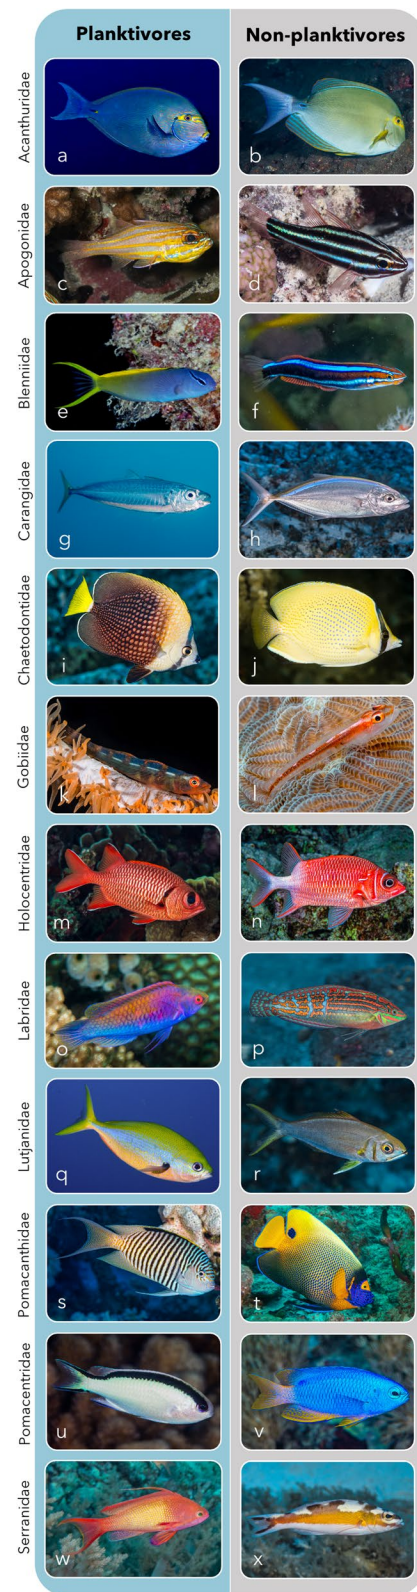 Planktivores Non-planktivores
Acanthuridae
a b
Apogonidae
c d
Blenniidae
e f
Carangidae
g h
Chaetodontidae
i j
Gobiidae
k l
Holocentridae
m n
Labridae
o p
Lutjanidae
q r
Pomacanthidae
s t
Pomacentridae
u v
Serranidae
w x